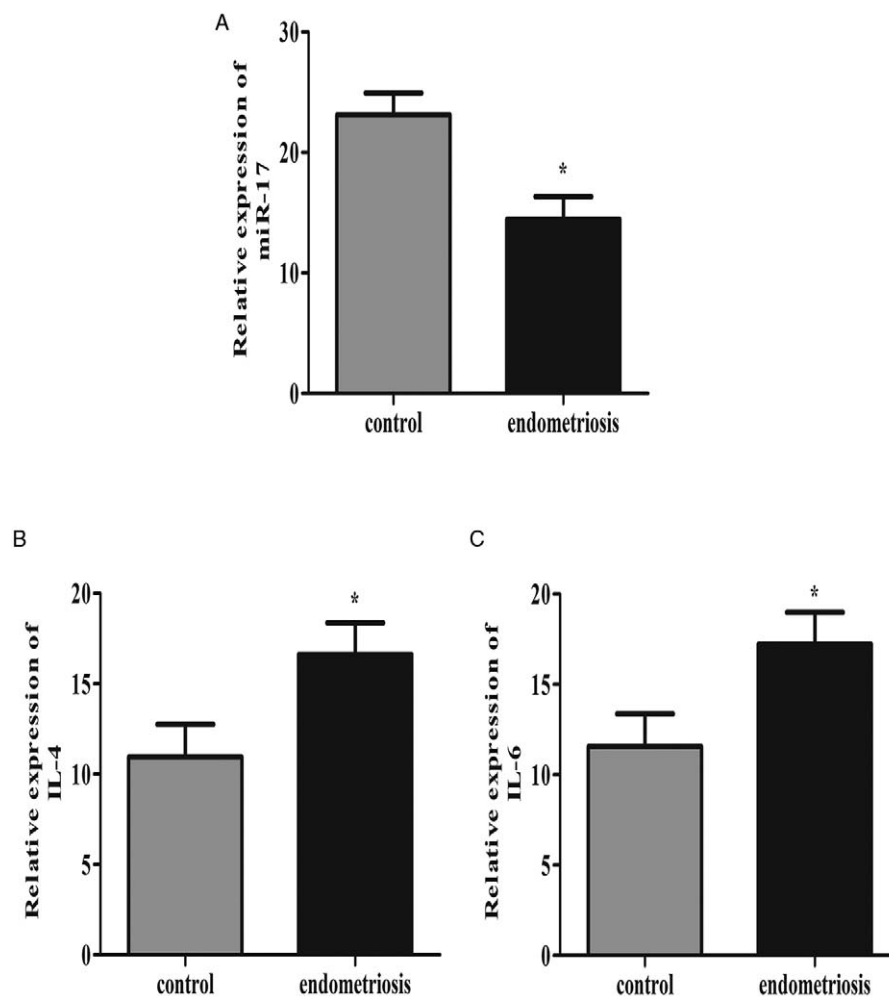 A
Relative expression of
miR-17
30
20
10
0
*
control endometriosis
B
Relative expression of
IL-4
20
15
10
5
0
*
control endometriosis
C
Relative expression of
IL-6
20
15
10
5
0
*
control endometriosis